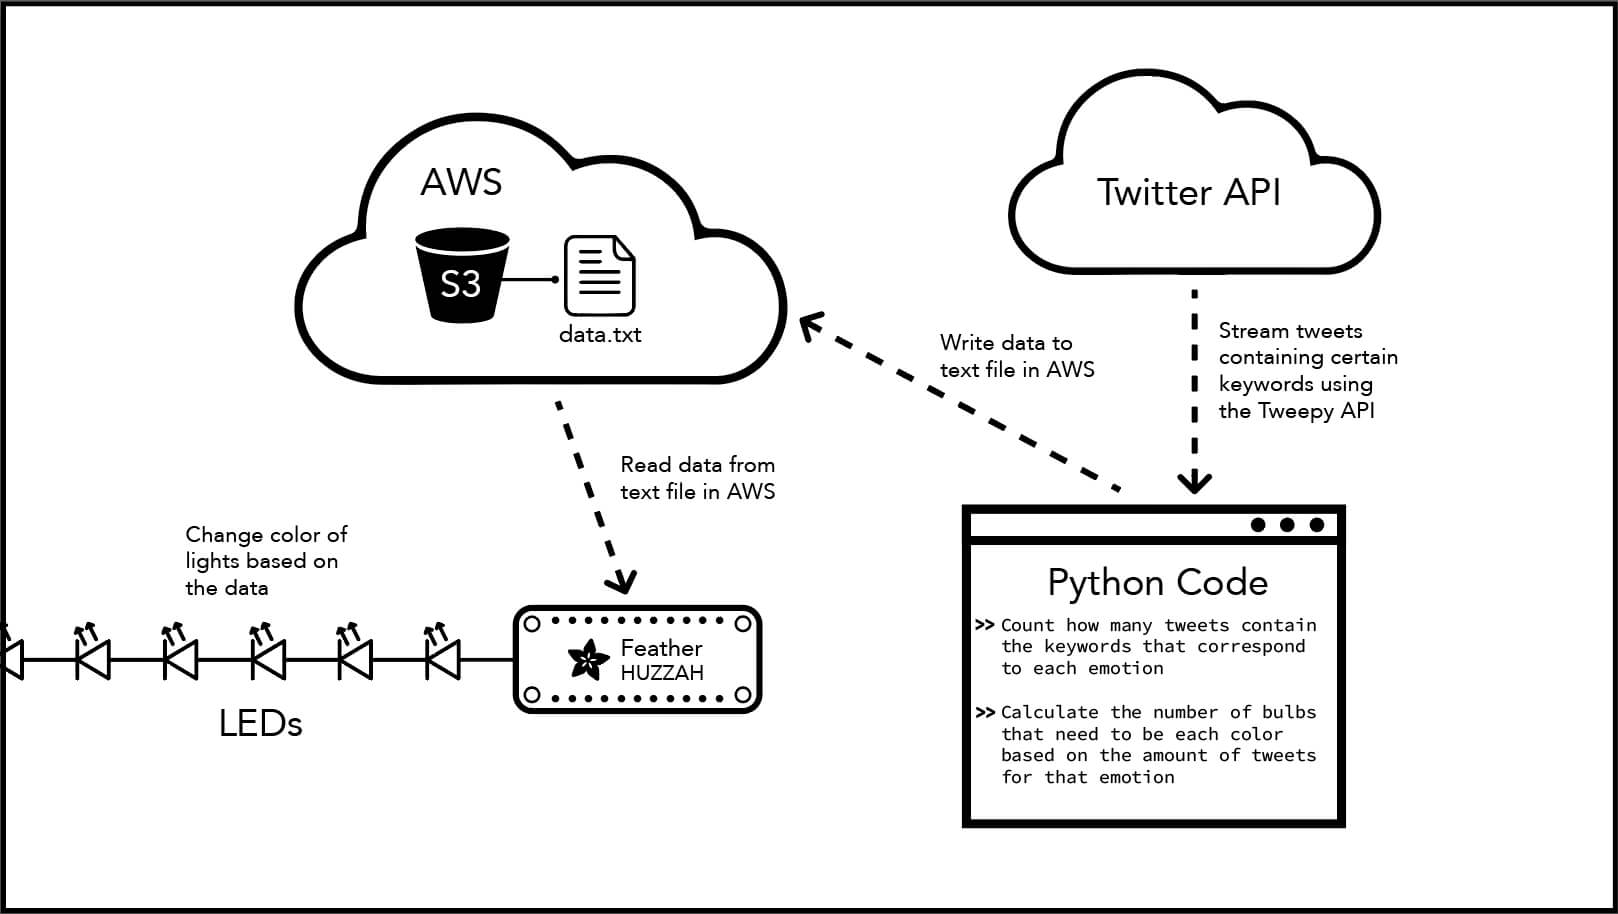 AWS
S3
data.txt
Twitter API
Write data to
text file in AWS
Stream tweets
containing certain
keywords using
the Tweepy API
Read data from
text file in AWS
Change color of
lights based on
the data
LEDs
Feather
HUZZAH
Python Code
>> Count how many tweets contain
the keywords that correspond
to each emotion
>> Calculate the number of bulbs
that need to be each color
based on the amount of tweets
for that emotion